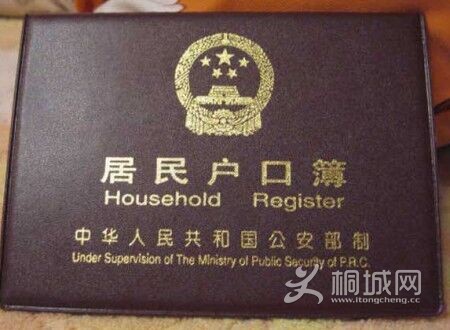 居民户口簿
Household Register
中华人民共和国公安部制
Under Supervision of The Ministry of Public Security of P.R.C.
桐城网
www.itongcheng.cc